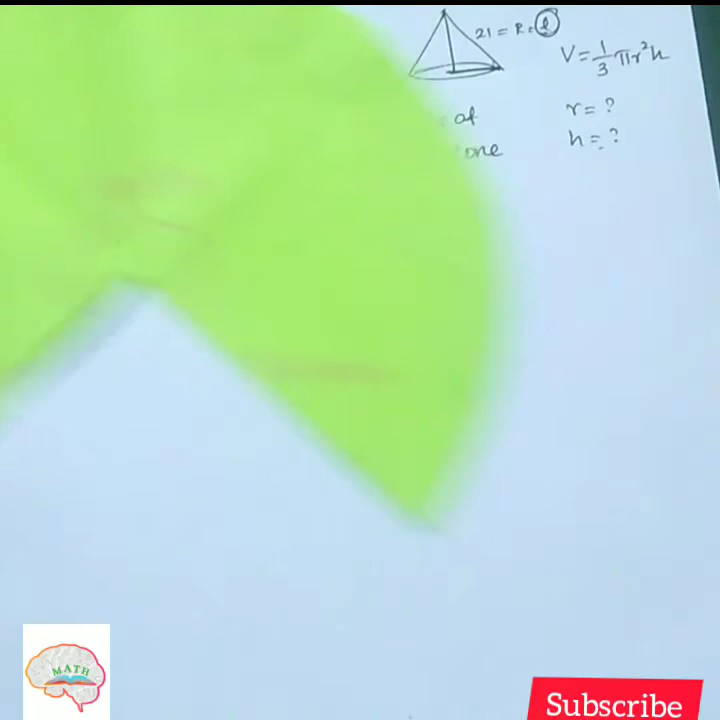 21 = R = l
V = 1/3 πr²h
of
r = ?
one
h = ?
MATH
Subscribe